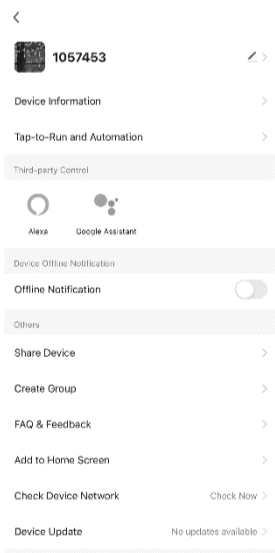 1057453
Device Information
Tap-to-Run and Automation
Third-party Control
Alexa Google Assistant
Device Offline Notification
Offline Notification
Others
Share Device
Create Group
FAQ & Feedback
Add to Home Screen
Check Device Network Check Now
Device Update No updates available